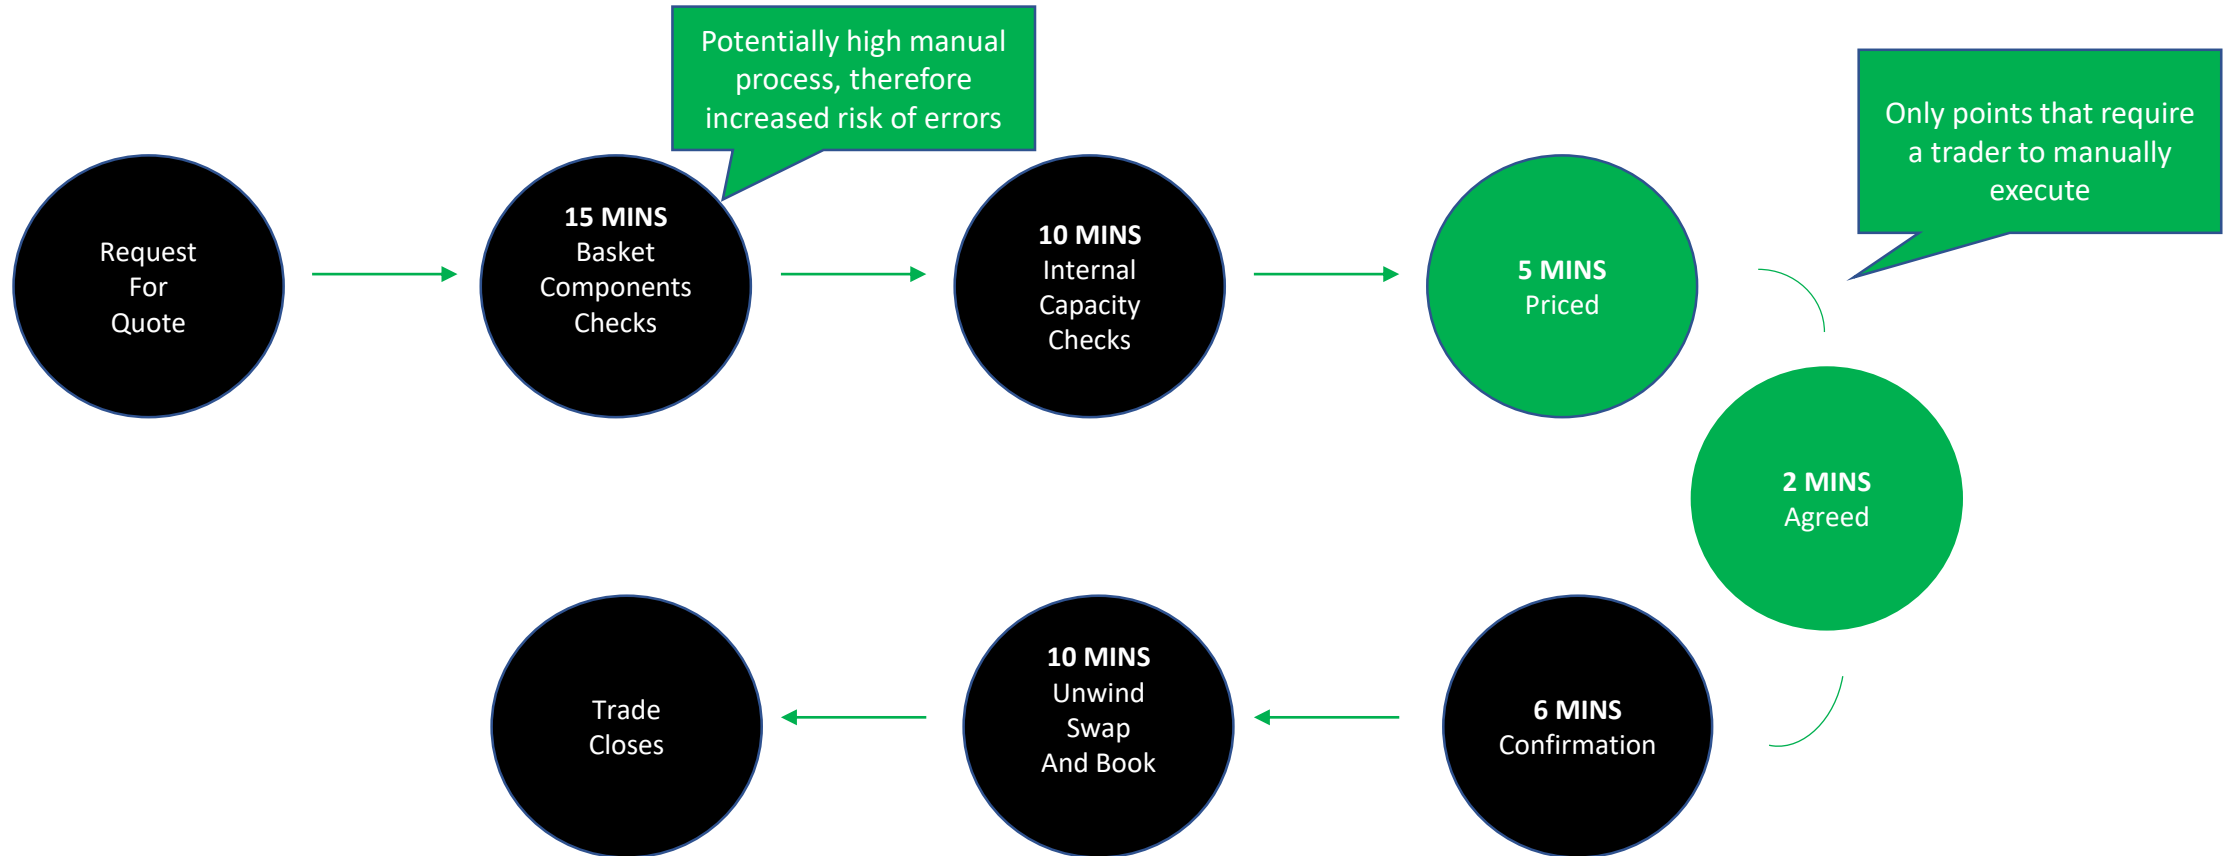 Potentially high manual
process, therefore
increased risk of errors
Only points that require
a trader to manually
execute
Request
For
Quote
15 MINS
Basket
Components
Checks
10 MINS
Internal
Capacity
Checks
5 MINS
Priced
2 MINS
Agreed
6 MINS
Confirmation
10 MINS
Unwind
Swap
And Book
Trade
Closes